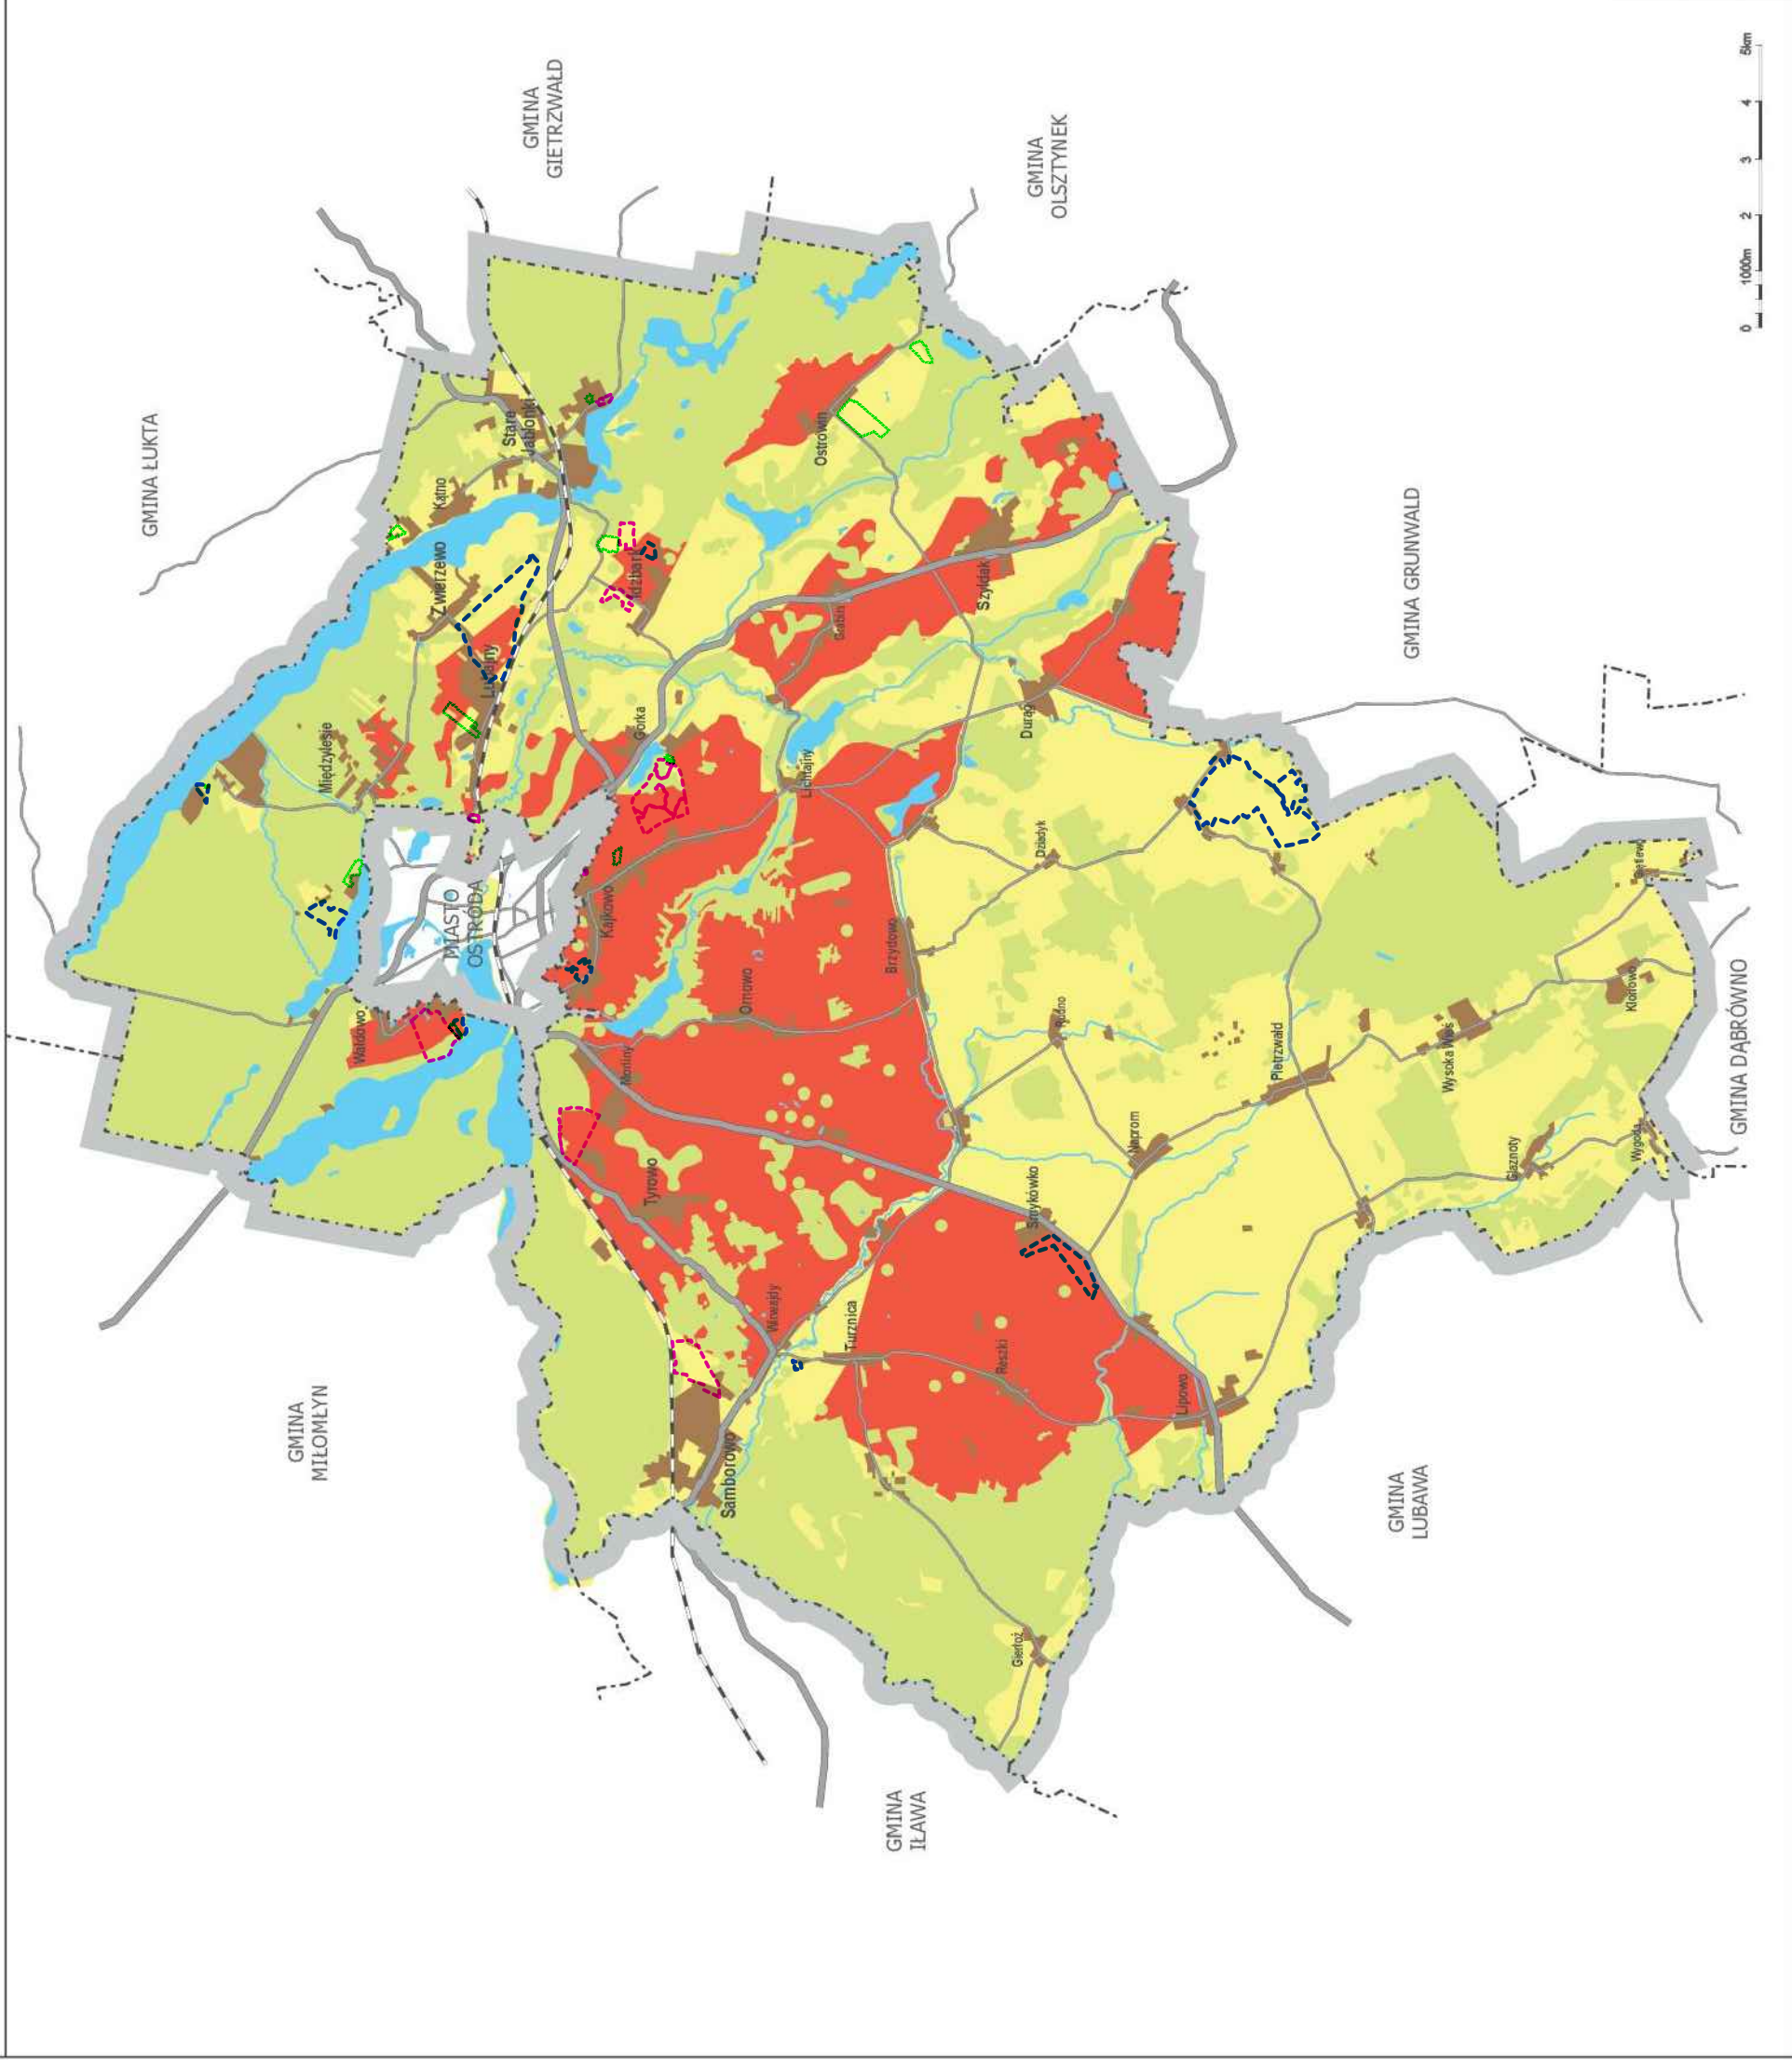 GMINA ŁUKTA
GMINA
GIETRZWAŁD
GMINA
OLSZTYNEK
GMINA GRUNWALD
GMINA DĄBRÓWNO
GMINA
LUBAWA
GMINA
IŁAWA
GMINA
MIŁOMŁYN
MIASTO
OSTRÓDA
Stare
Jabłonki
Kątno
Zwierzewo
Lubajny
Międzylesie
Idzbark
Ostrowin
Górka
Grabin
Szyldak
Lichtajny
Durąg
Kajkowo
Wałdowo
Ornowo
Brzydowo
Dziadyk
Rudno
Morliny
Tyrowo
Pietrzwałd
Naprom
Wysoka Wieś
Klonowo
Glaznoty
Wygoda
Smykówko
Wirwajdy
Turznica
Reszki
Lipowo
Samborowo
Gierłoż
0
1000m
2
3
4
5km